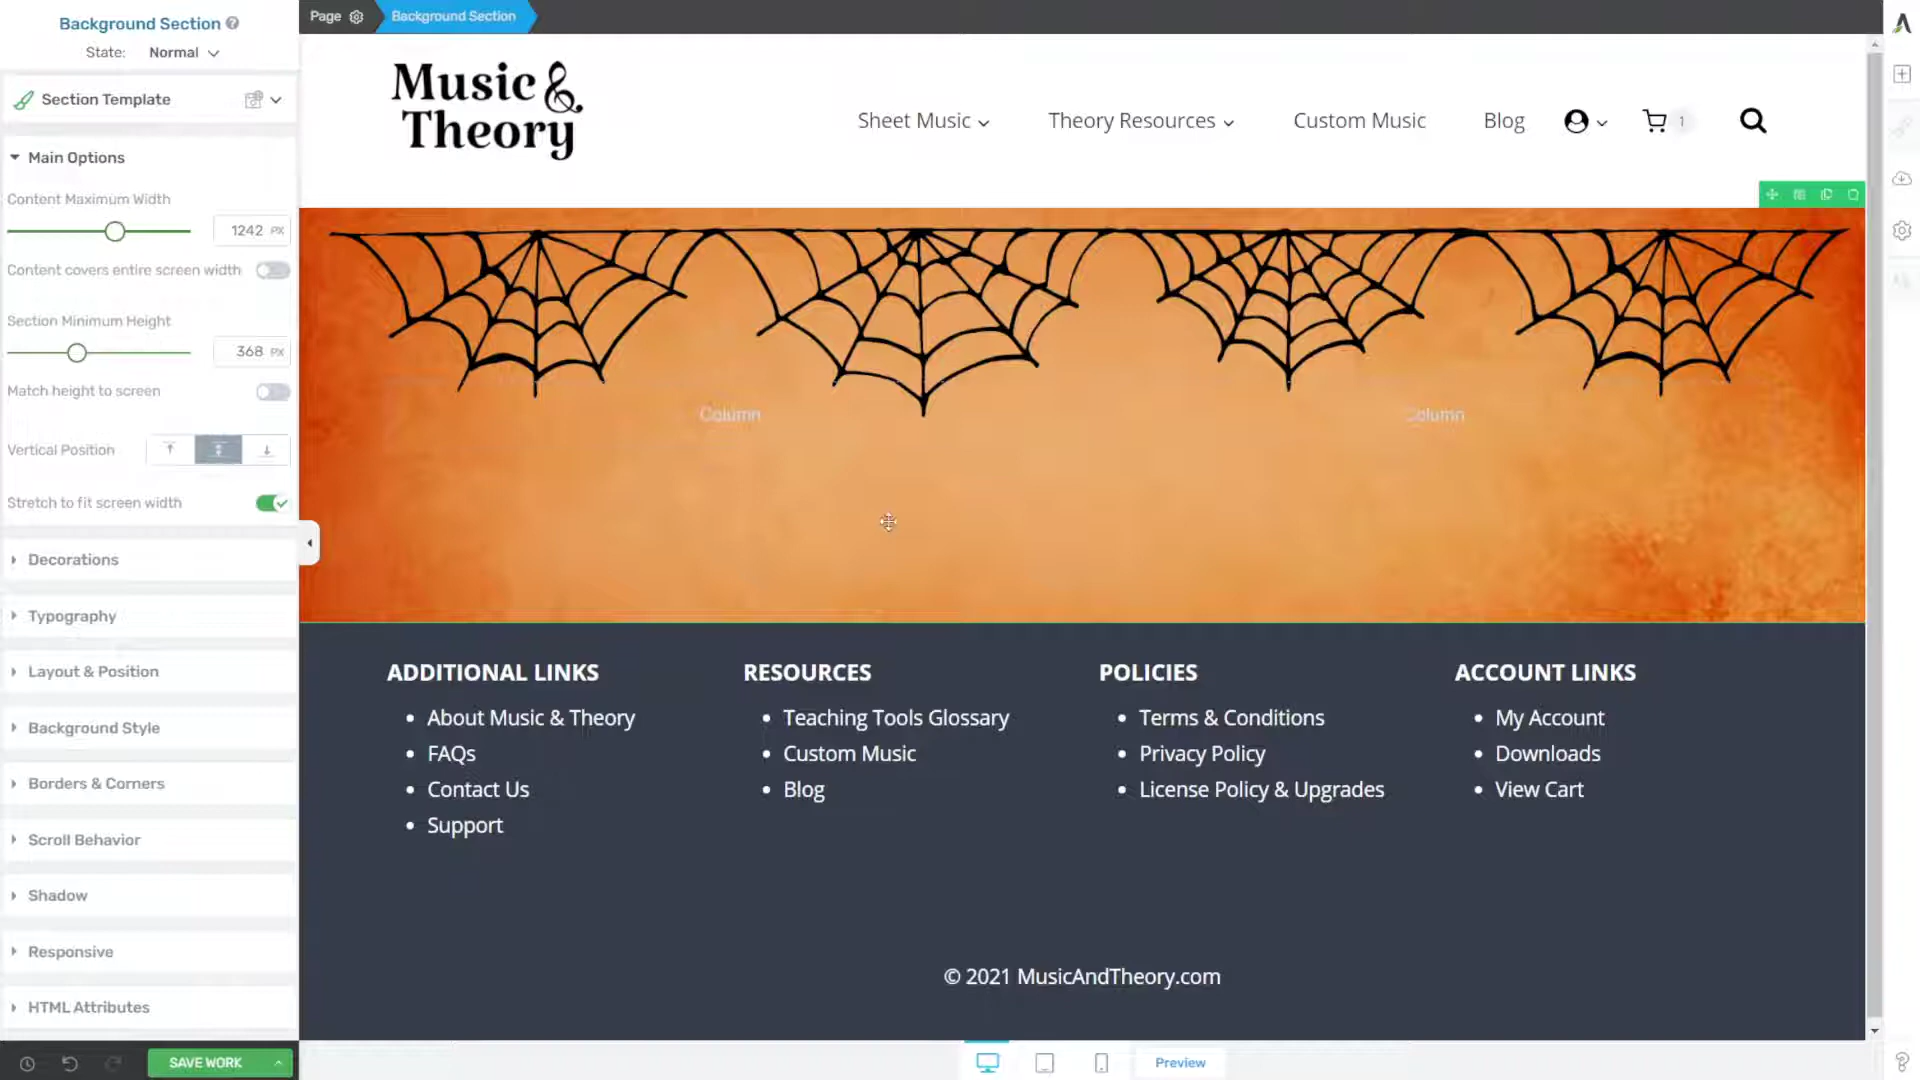 Background Section
State: Normal
Section Template
Main Options
Content Maximum Width
1242 PX
Content covers entire screen width
Section Minimum Height
368 PX
Match height to screen
Vertical Position
Stretch to fit screen width
Decorations
Typography
Layout & Position
Background Style
Borders & Corners
Scroll Behavior
Shadow
Responsive
HTML Attributes
SAVE WORK
Page
Background Section
Music &
Theory
Sheet Music
Theory Resources
Custom Music
Blog
1
Column
Column
ADDITIONAL LINKS
About Music & Theory
FAQs
Contact Us
Support
RESOURCES
Teaching Tools Glossary
Custom Music
Blog
POLICIES
Terms & Conditions
Privacy Policy
License Policy & Upgrades
ACCOUNT LINKS
My Account
Downloads
View Cart
© 2021 MusicAndTheory.com
Preview